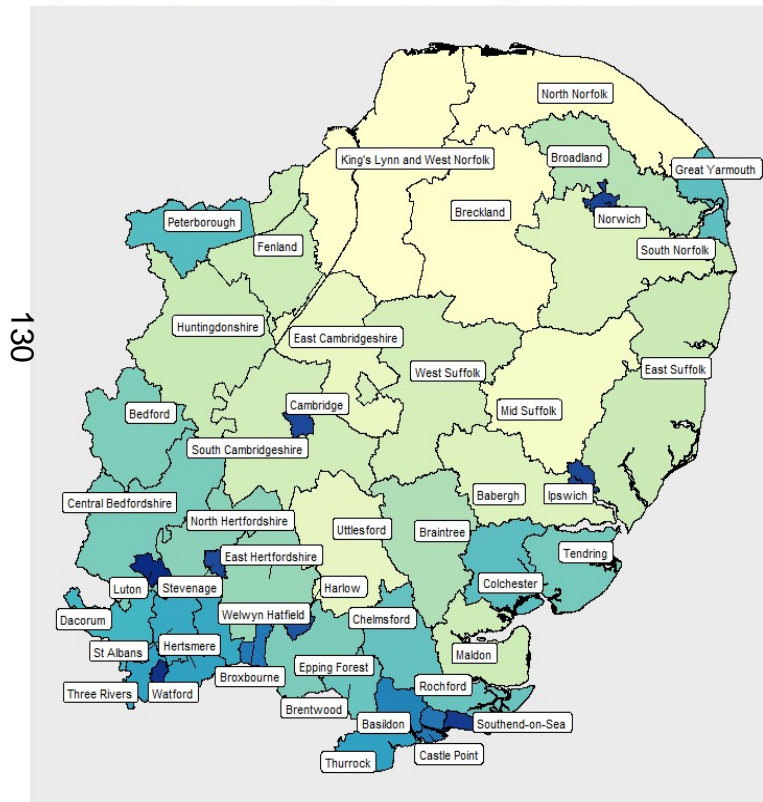 North Norfolk
King's Lynn and West Norfolk
Broadland
Great Yarmouth
Breckland
Norwich
Peterborough
Fenland
South Norfolk
130
Huntingdonshire
East Cambridgeshire
West Suffolk
East Suffolk
Cambridge
Mid Suffolk
Bedford
South Cambridgeshire
Central Bedfordshire
Babergh
Ipswich
North Hertfordshire
Uttlesford
Braintree
East Hertfordshire
Tendring
Luton
Stevenage
Harlow
Colchester
Dacorum
Welwyn Hatfield
Chelmsford
St Albans
Hertsmere
Maldon
Epping Forest
Three Rivers
Watford
Broxbourne
Rochford
Brentwood
Basildon
Southend-on-Sea
Thurrock
Castle Point